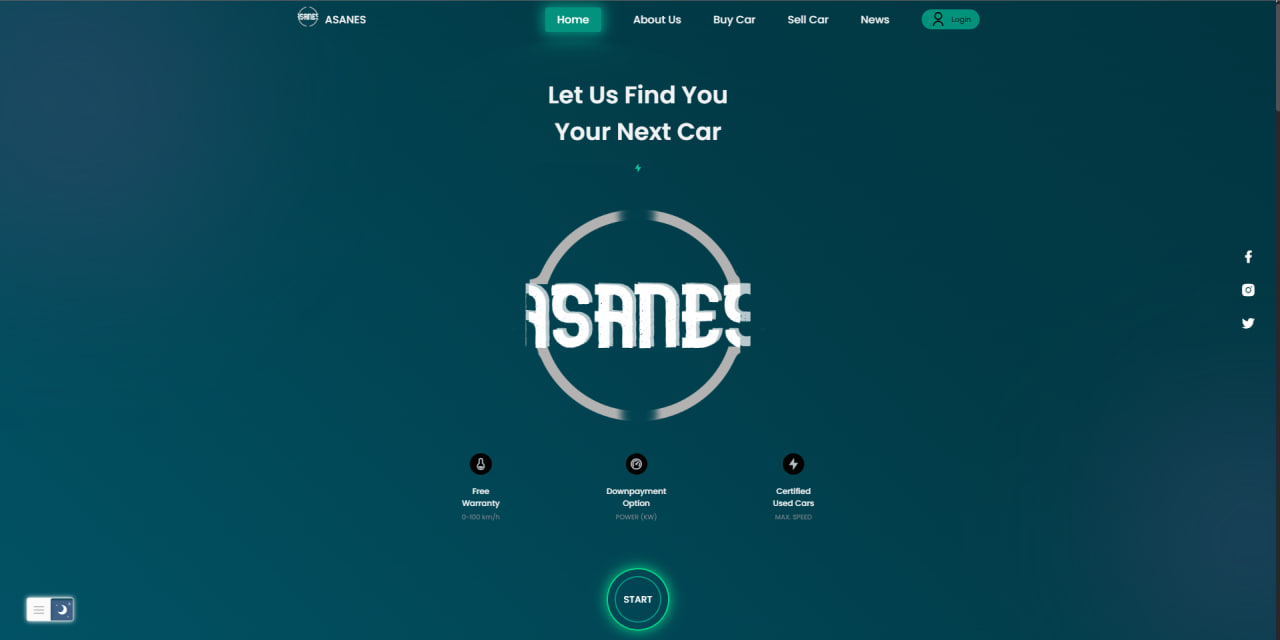 ASANES
Home
About Us
Buy Car
Sell Car
News
Login
Let Us Find You
Your Next Car
ASANES
Free
Warranty
0-100 km/h
Downpayment
Option
POWER (KW)
Certified
Used Cars
MAX. SPEED
START